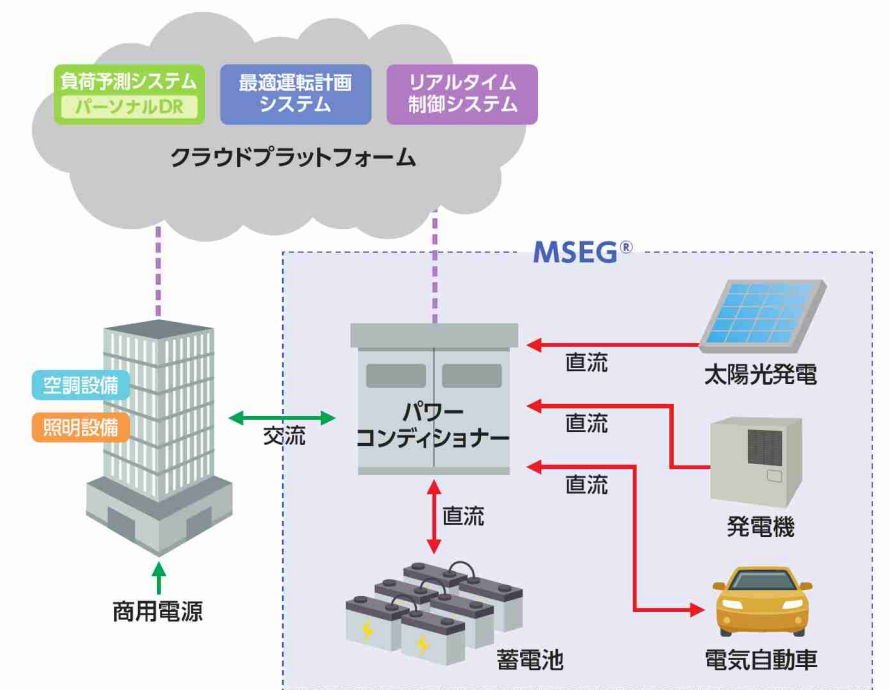 負荷予測システム
パーソナルDR
最適運転計画
システム
リアルタイム
制御システム
クラウドプラットフォーム
MSEG®
空調設備
照明設備
交流
パワー
コンディショナー
直流
太陽光発電
直流
発電機
直流
電気自動車
直流
蓄電池
商用電源